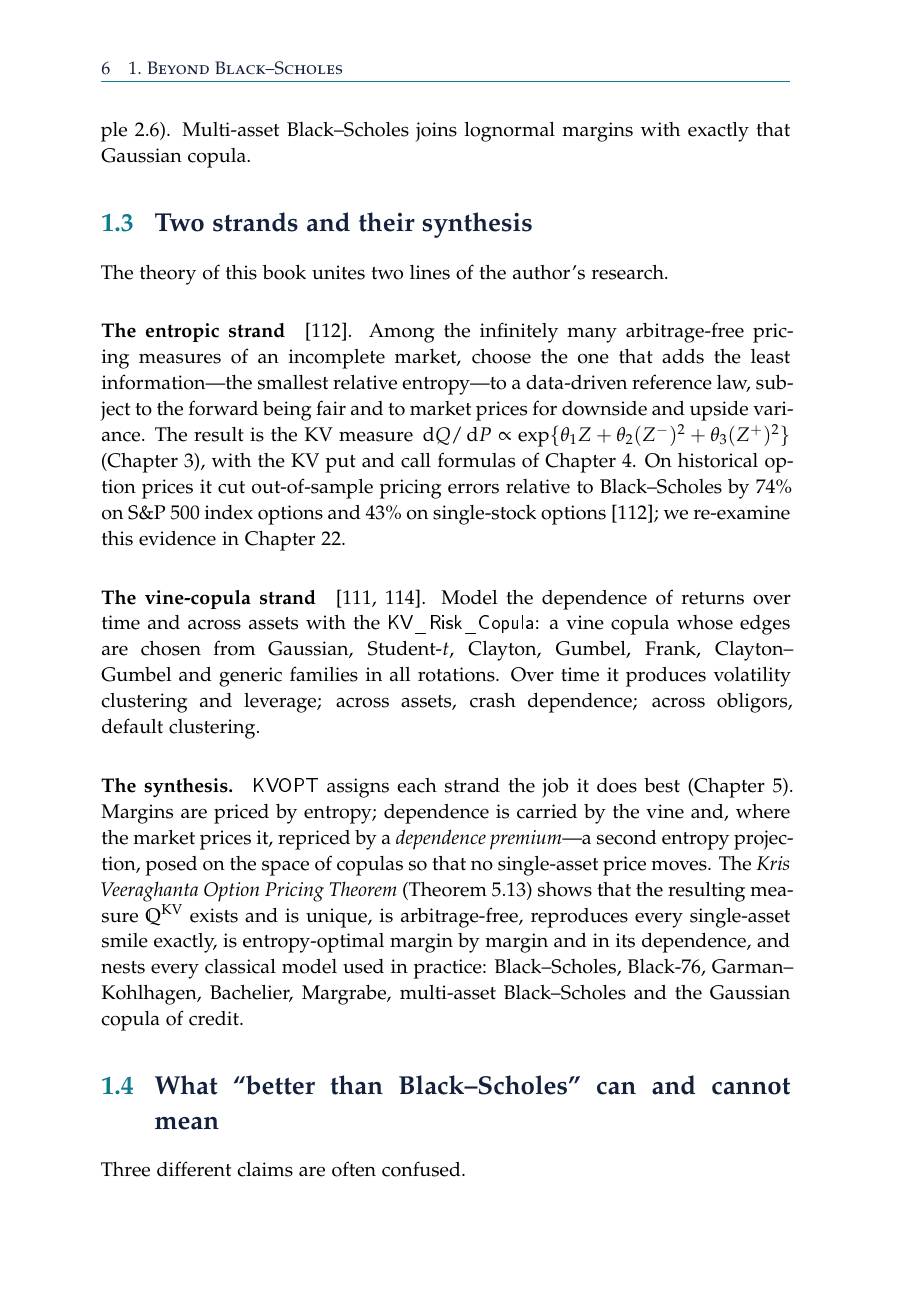 6 1. Beyond Black–Scholes
ple 2.6). Multi-asset Black–Scholes joins lognormal margins with exactly that
Gaussian copula.
1.3 Two strands and their synthesis
The theory of this book unites two lines of the author's research.
The entropic strand [112]. Among the infinitely many arbitrage-free pric-
ing measures of an incomplete market, choose the one that adds the least
information—the smallest relative entropy—to a data-driven reference law, sub-
ject to the forward being fair and to market prices for downside and upside vari-
ance. The result is the KV measure dQ/ dP ∝ exp{θ₁Z + θ₂(Z⁻)² + θ₃(Z⁺)²}
(Chapter 3), with the KV put and call formulas of Chapter 4. On historical op-
tion prices it cut out-of-sample pricing errors relative to Black–Scholes by 74%
on S&P 500 index options and 43% on single-stock options [112]; we re-examine
this evidence in Chapter 22.
The vine-copula strand [111, 114]. Model the dependence of returns over
time and across assets with the KV_Risk_Copula: a vine copula whose edges
are chosen from Gaussian, Student-t, Clayton, Gumbel, Frank, Clayton–
Gumbel and generic families in all rotations. Over time it produces volatility
clustering and leverage; across assets, crash dependence; across obligors,
default clustering.
The synthesis. KVOPT assigns each strand the job it does best (Chapter 5).
Margins are priced by entropy; dependence is carried by the vine and, where
the market prices it, repriced by a dependence premium—a second entropy projec-
tion, posed on the space of copulas so that no single-asset price moves. The Kris
Veeraghanta Option Pricing Theorem (Theorem 5.13) shows that the resulting mea-
sure ℚᴷⱽ exists and is unique, is arbitrage-free, reproduces every single-asset
smile exactly, is entropy-optimal margin by margin and in its dependence, and
nests every classical model used in practice: Black–Scholes, Black-76, Garman–
Kohlhagen, Bachelier, Margrabe, multi-asset Black–Scholes and the Gaussian
copula of credit.
1.4 What “better than Black–Scholes” can and cannot
mean
Three different claims are often confused.